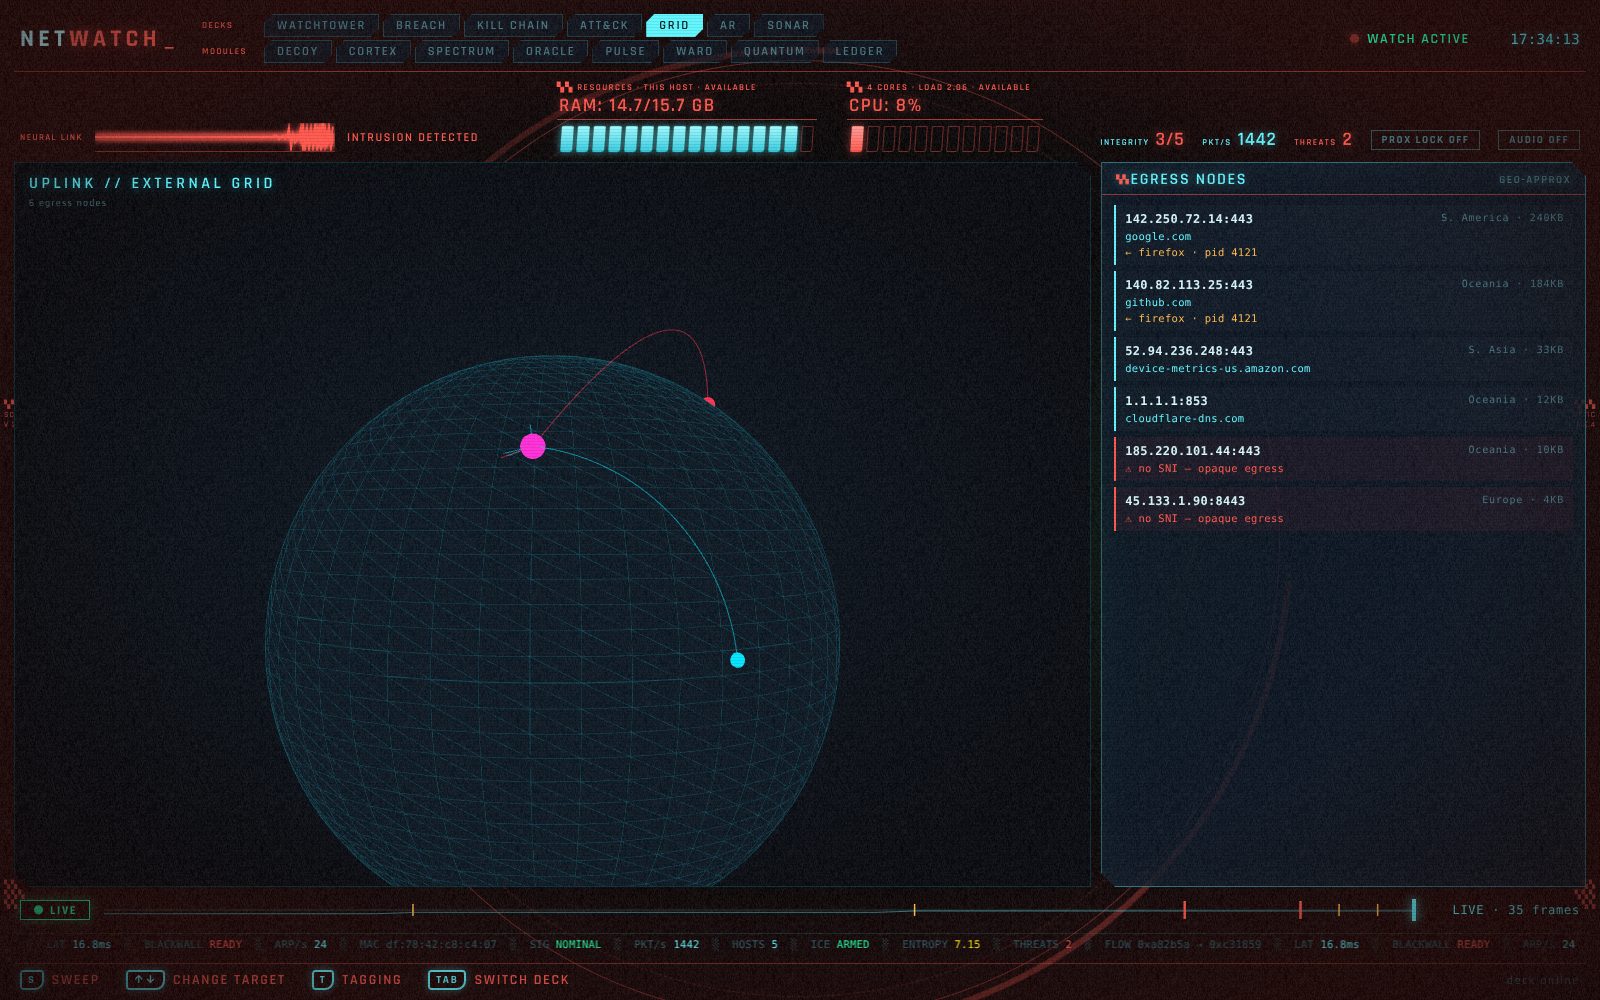 NETWATCH_
DECKS
WATCHTOWER
BREACH
KILL CHAIN
ATT&CK
GRID
AR
SONAR
MODULES
DECOY
CORTEX
SPECTRUM
ORACLE
PULSE
WARD
QUANTUM
LEDGER
WATCH ACTIVE
17:34:13
NEURAL LINK
INTRUSION DETECTED
RESOURCES · THIS HOST · AVAILABLE
RAM: 14.7/15.7 GB
4 CORES · LOAD 2.06 · AVAILABLE
CPU: 8%
INTEGRITY 3/5
PKT/S 1442
THREATS 2
PROX LOCK OFF
AUDIO OFF
UPLINK // EXTERNAL GRID
6 egress nodes
EGRESS NODES
GEO-APPROX
142.250.72.14:443
S. America · 240KB
google.com
← firefox · pid 4121
140.82.113.25:443
Oceania · 184KB
github.com
← firefox · pid 4121
52.94.236.248:443
S. Asia · 33KB
device-metrics-us.amazon.com
1.1.1.1:853
Oceania · 12KB
cloudflare-dns.com
185.220.101.44:443
Oceania · 10KB
⚠ no SNI — opaque egress
45.133.1.90:8443
Europe · 4KB
⚠ no SNI — opaque egress
LIVE
LIVE · 35 frames
LAT 16.8ms ░ BLACKWALL READY ░ ARP/s 24 ░ MAC df:78:42:c8:c4:07 ░ SIG NOMINAL ░ PKT/s 1442 ░ HOSTS 5 ░ ICE ARMED ░ ENTROPY 7.15 ░ THREATS 2 ░ FLOW 0xa82b5a → 0xc31859 ░ LAT 16.8ms ░ BLACKWALL READY ░ ARP/s 24
S SWEEP
↑↓ CHANGE TARGET
T TAGGING
TAB SWITCH DECK
deck online